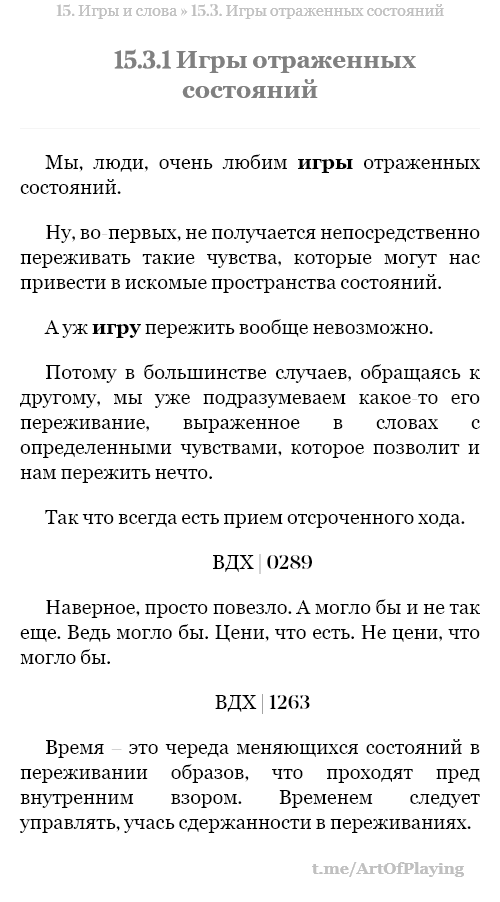 15. Игры и слова » 15.3. Игры отраженных состояний
15.3.1 Игры отраженных
состояний
Мы, люди, очень любим игры отраженных
состояний.
Ну, во-первых, не получается непосредственно
переживать такие чувства, которые могут нас
привести в искомые пространства состояний.
А уж игру пережить вообще невозможно.
Потому в большинстве случаев, обращаясь к
другому, мы уже подразумеваем какое-то его
переживание, выраженное в словах с
определенными чувствами, которое позволит и
нам пережить нечто.
Так что всегда есть прием отсроченного хода.
ВДХ | 0289
Наверное, просто повезло. А могло бы и не так
еще. Ведь могло бы. Цени, что есть. Не цени, что
могло бы.
ВДХ | 1263
Время – это череда меняющихся состояний в
переживании образов, что проходят пред
внутренним взором. Временем следует
управлять, учась сдержанности в переживаниях.
t.me/ArtOfPlaying